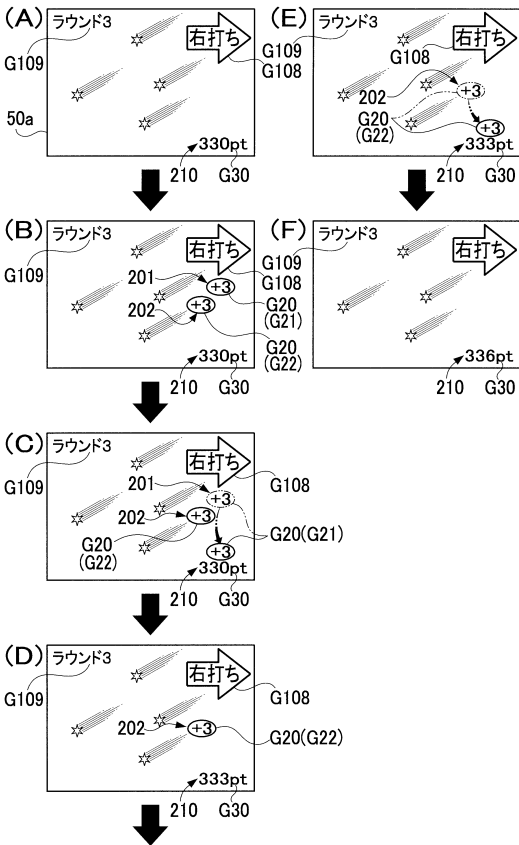 (A)
ラウンド3
右打ち
G109
G109
G108
50a
330pt
210
G30
(B)
ラウンド3
右打ち
G109
G109
G108
201
+3
202
+3
G20
(G21)
G20
(G22)
330pt
210
G30
(C)
ラウンド3
右打ち
G109
G108
201
+3
202
+3
G20
(G22)
G20(G21)
+3
330pt
210
G30
(D)
ラウンド3
右打ち
G109
G108
202
+3
G20(G22)
333pt
210
G30
(E)
ラウンド3
右打ち
G108
202
+3
G20
(G22)
+3
333pt
210
G30
(F)
ラウンド3
右打ち
336pt
210
G30